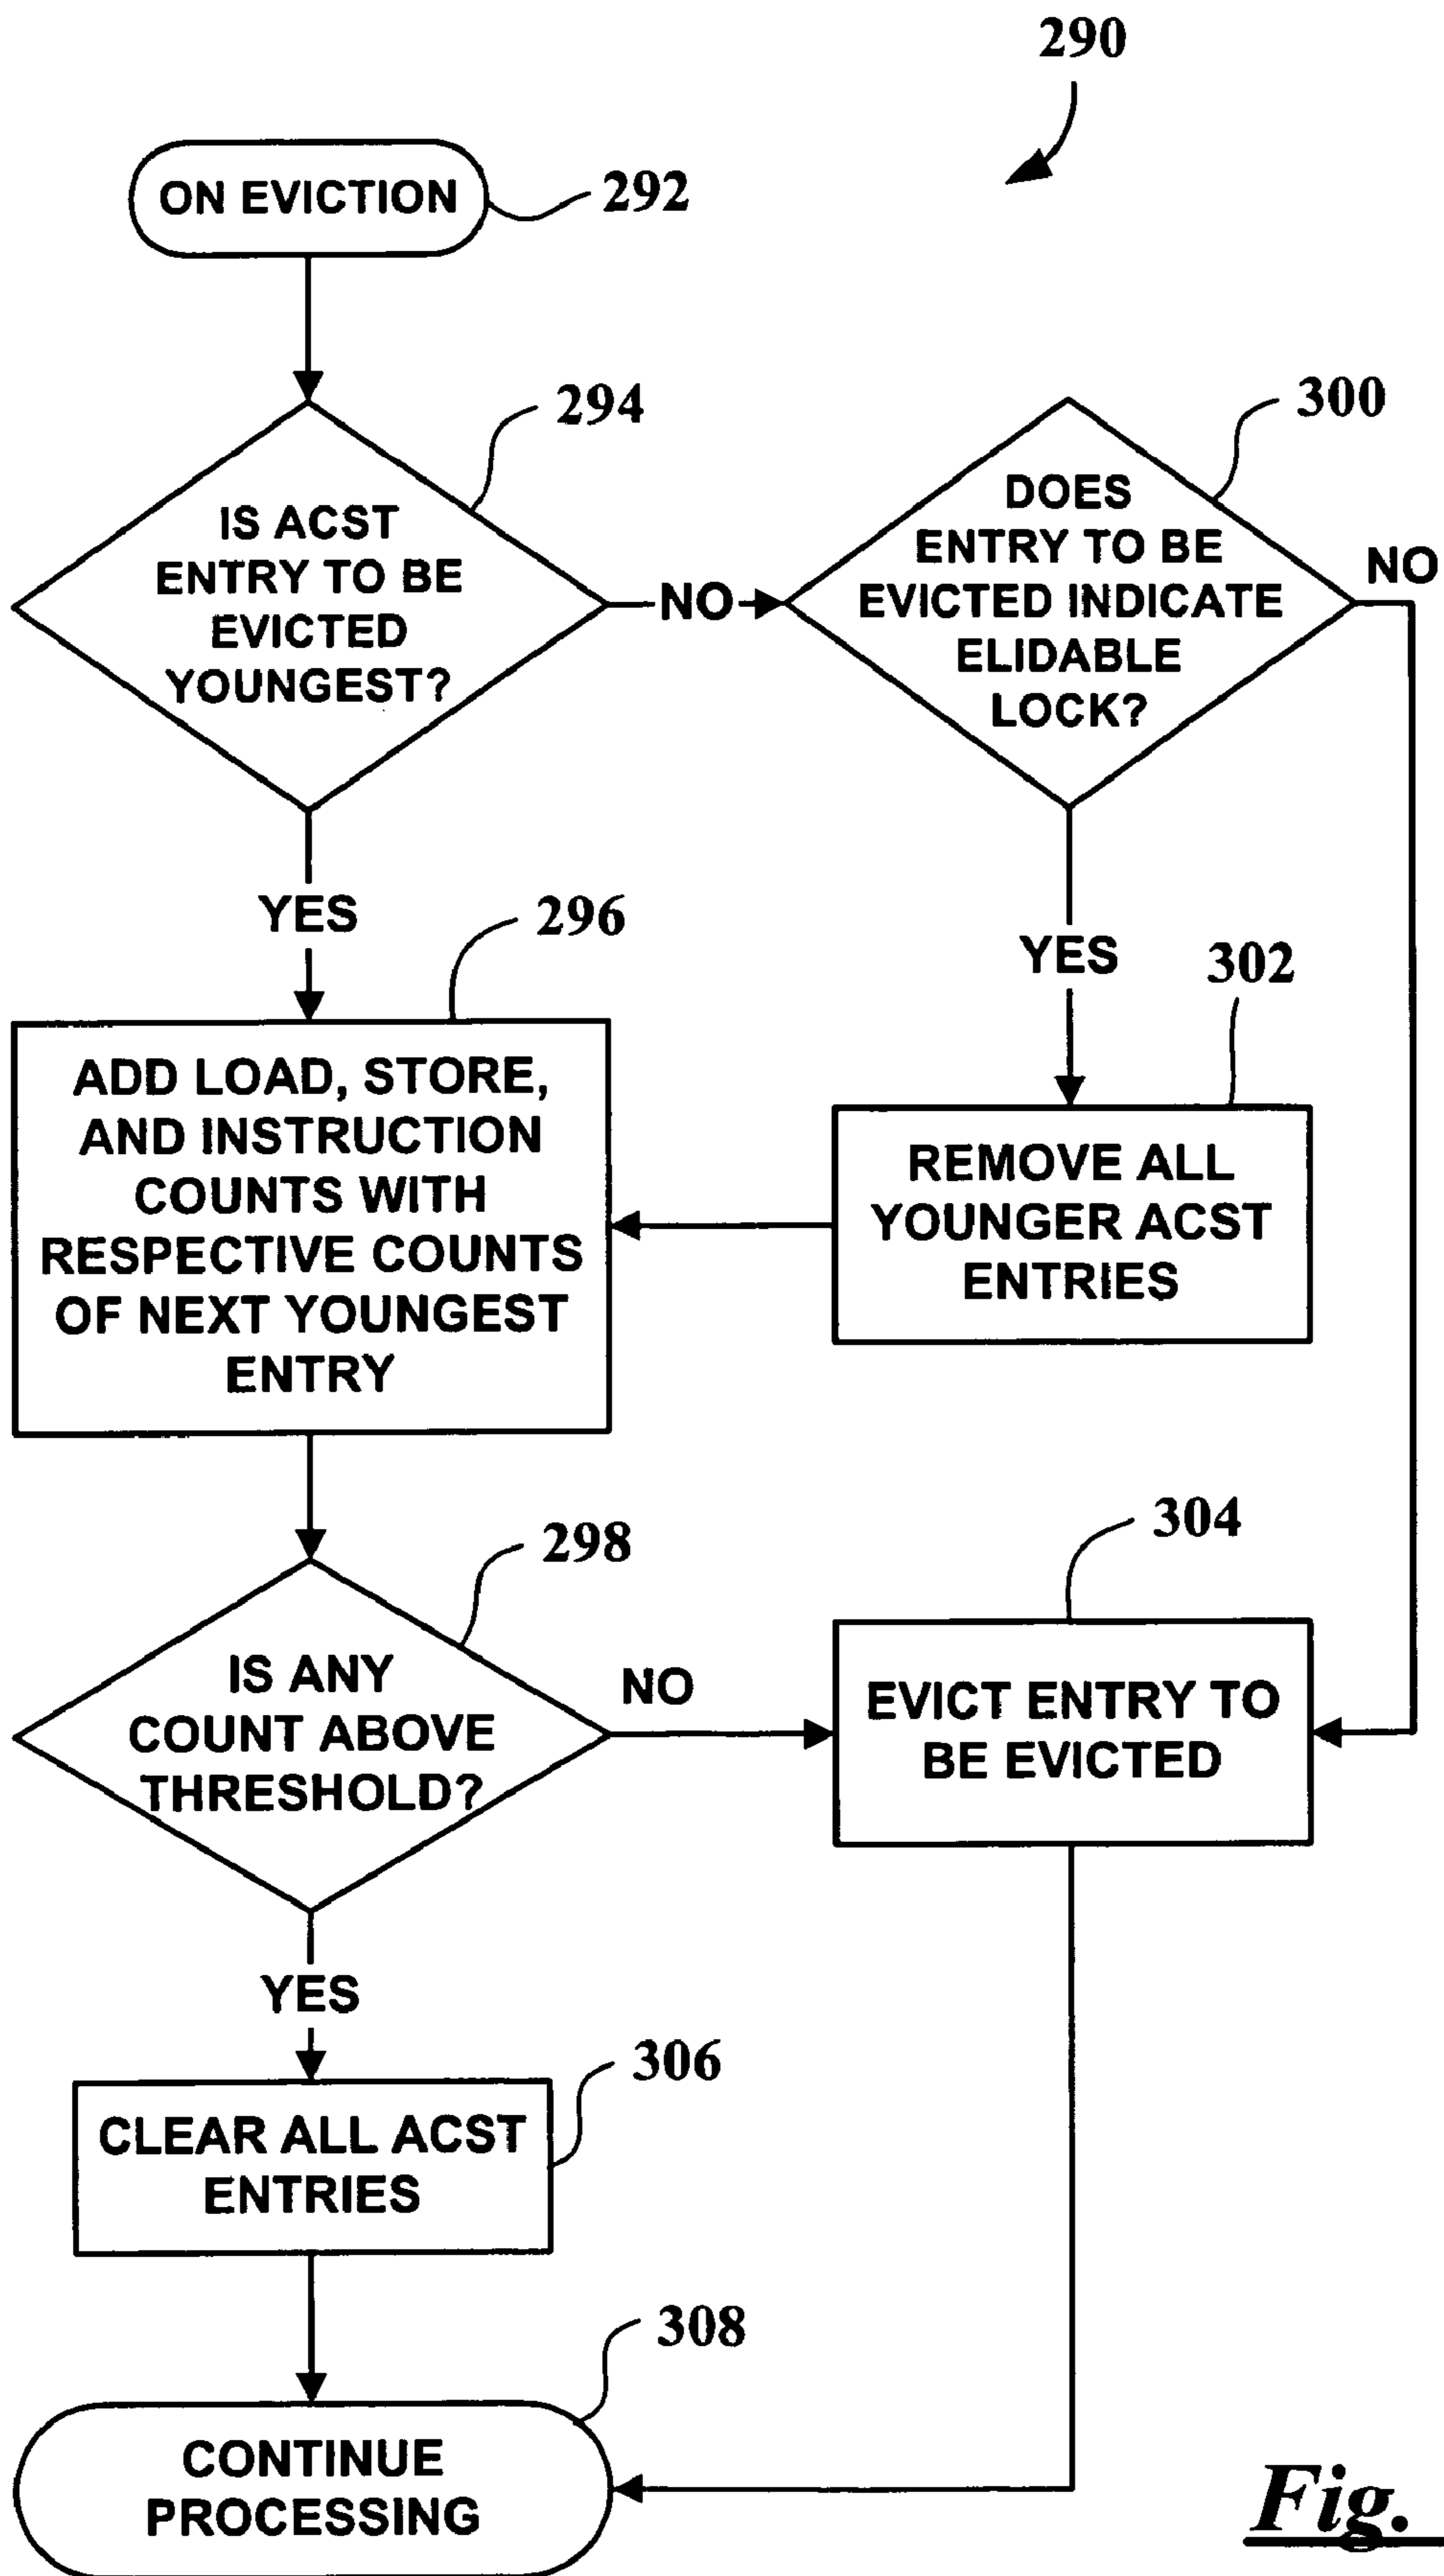 290
ON EVICTION
292
294
IS ACST
ENTRY TO BE
EVICTED
YOUNGEST?
NO
300
DOES
ENTRY TO BE
EVICTED INDICATE
ELIDABLE
LOCK?
NO
YES
296
ADD LOAD, STORE,
AND INSTRUCTION
COUNTS WITH
RESPECTIVE COUNTS
OF NEXT YOUNGEST
ENTRY
YES
302
REMOVE ALL
YOUNGER ACST
ENTRIES
298
IS ANY
COUNT ABOVE
THRESHOLD?
NO
304
EVICT ENTRY TO
BE EVICTED
YES
306
CLEAR ALL ACST
ENTRIES
308
CONTINUE
PROCESSING
Fig.